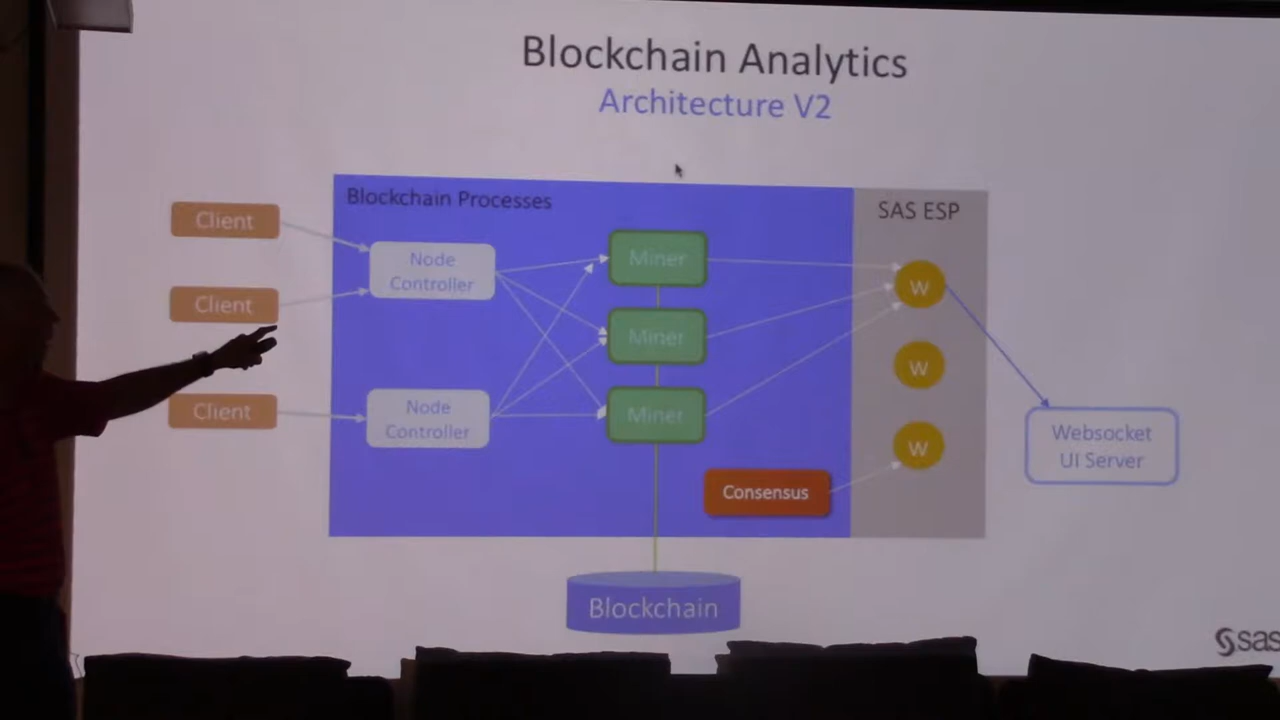 Blockchain Analytics
Architecture V2
Blockchain Processes
SAS ESP
Client
Client
Client
Node
Controller
Node
Controller
Miner
Miner
Miner
Consensus
W
W
W
Websocket
UI Server
Blockchain
sas